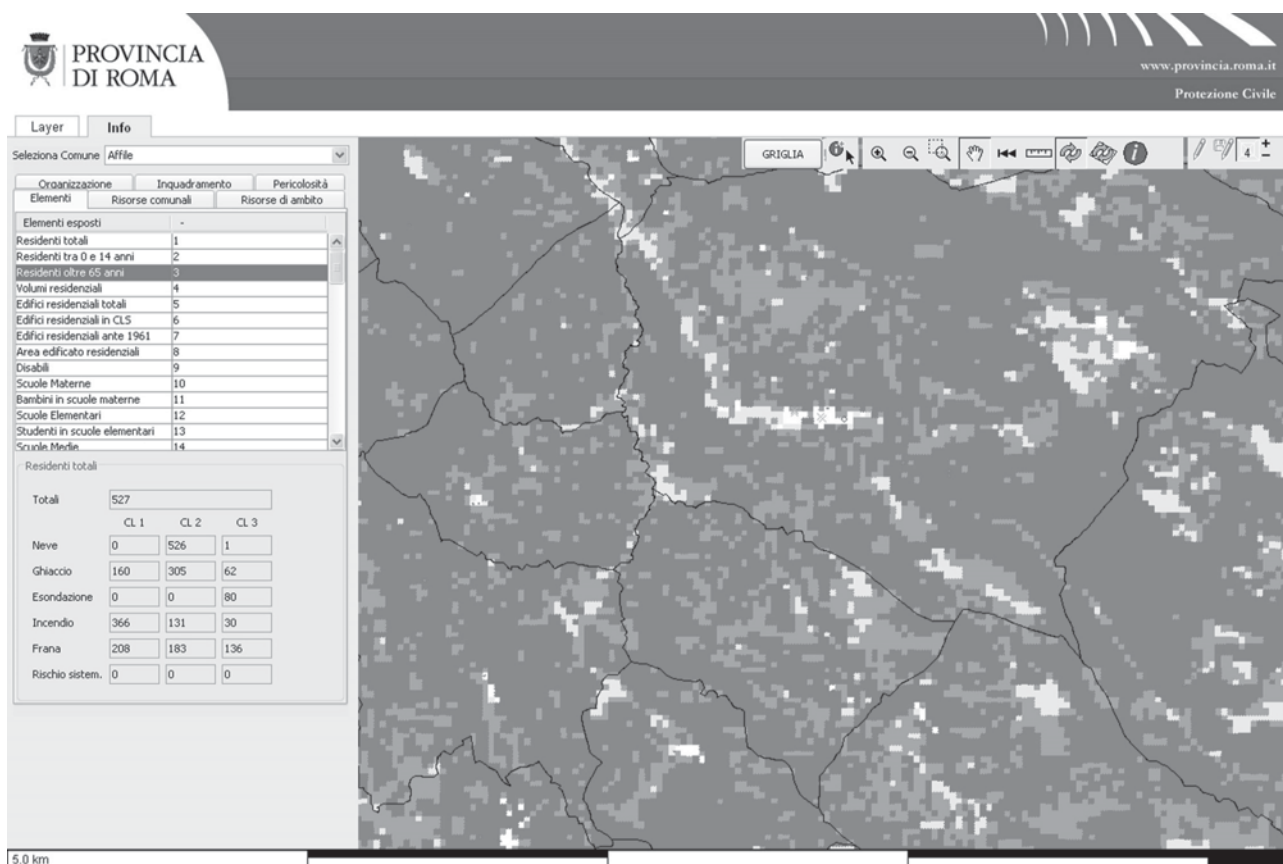 PROVINCIA
DI ROMA
www.provincia.roma.it
Protezione Civile
Layer Info
Seleziona Comune Affile
GRIGLIA
4
Organizzazione Inquadramento Pericolosità
Elementi Risorse comunali Risorse di ambito
Elementi esposti -
Residenti totali 1
Residenti tra 0 e 14 anni 2
Residenti oltre 65 anni 3
Volumi residenziali 4
Edifici residenziali totali 5
Edifici residenziali in CLS 6
Edifici residenziali ante 1961 7
Area edificato residenziali 8
Disabili 9
Scuole Materne 10
Bambini in scuole materne 11
Scuole Elementari 12
Studenti in scuole elementari 13
Scuole Medie 14
Residenti totali
Totali 527
CL 1 CL 2 CL 3
Neve 0 526 1
Ghiaccio 160 305 62
Esondazione 0 0 80
Incendio 366 131 30
Frana 208 183 136
Rischio sistem. 0 0 0
5.0 km